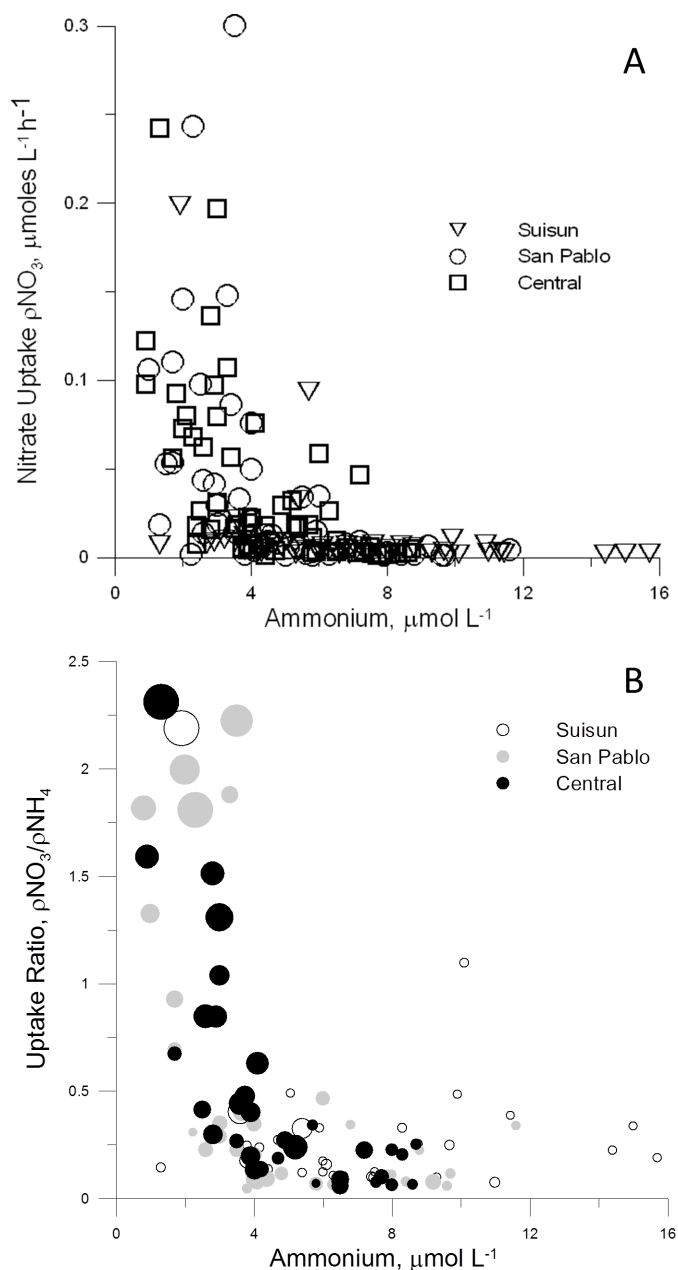 0.3
A
0.2
Suisun
San Pablo
Central
0.1
0
0 4 8 12 16
Nitrate Uptake ρNO₃, μmoles L⁻¹h-¹
Ammonium, μmol L⁻¹
2.5
B
Suisun
San Pablo
Central
2
1.5
1
0.5
0
0 4 8 12 16
Uptake Ratio, ρNO₃/ρNH₄
Ammonium, μmol L⁻¹